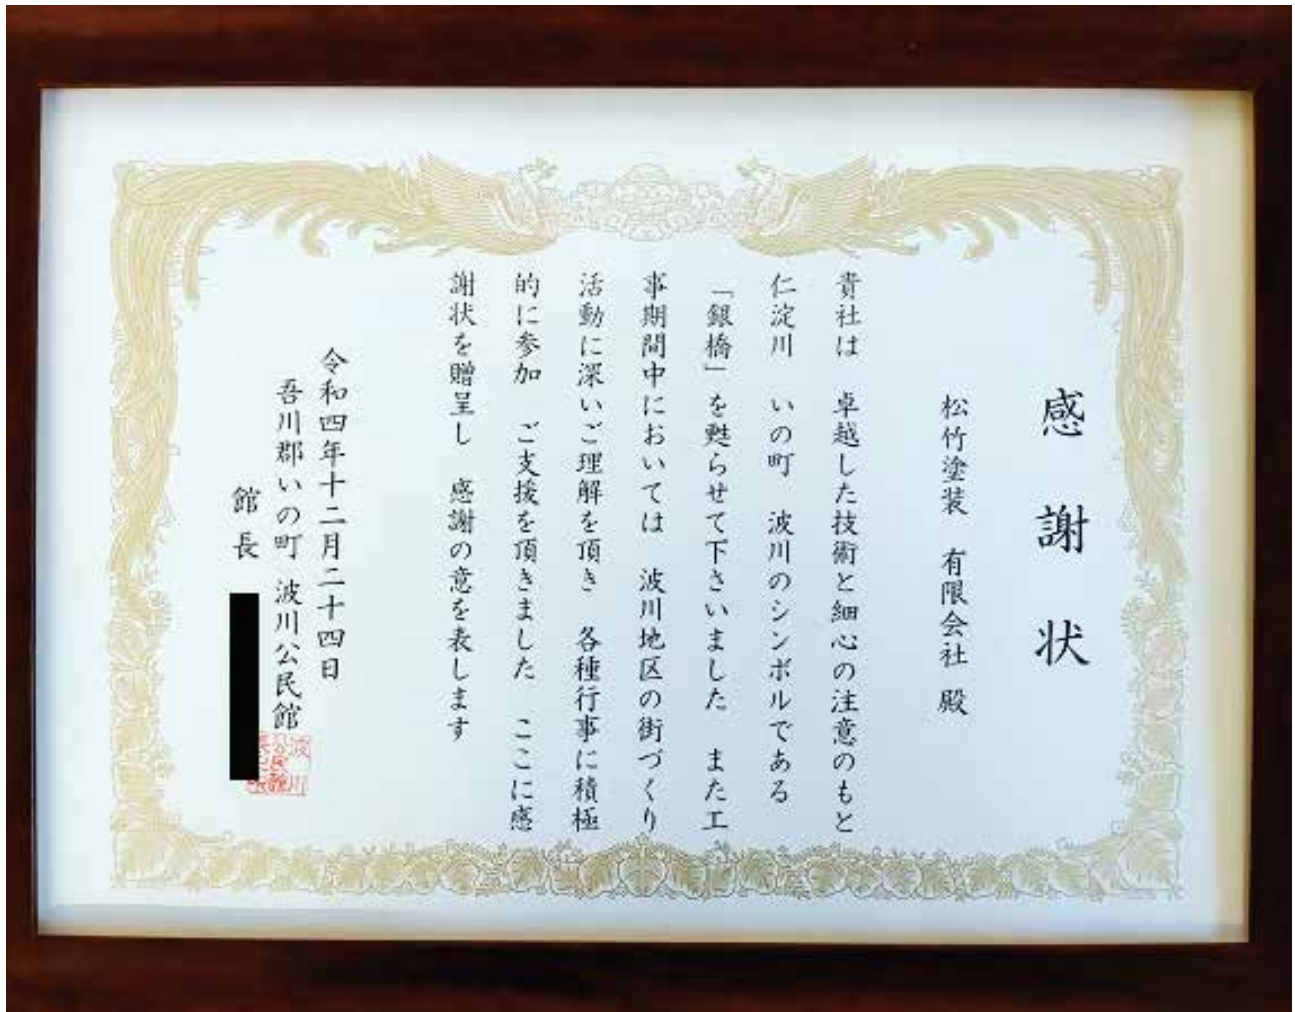 感謝状
松竹塗装 有限会社 殿
貴社は 卓越した技術と細心の注意のもと
仁淀川 いの町 波川のシンボルである
「銀橋」を甦らせて下さいました また工
事期間中においては 波川地区の街づくり
活動に深いご理解を頂き 各種行事に積極
的に参加 ご支援を頂きました ここに感
謝状を贈呈し 感謝の意を表します
令和四年十二月二十四日
吾川郡いの町 波川公民館
館長